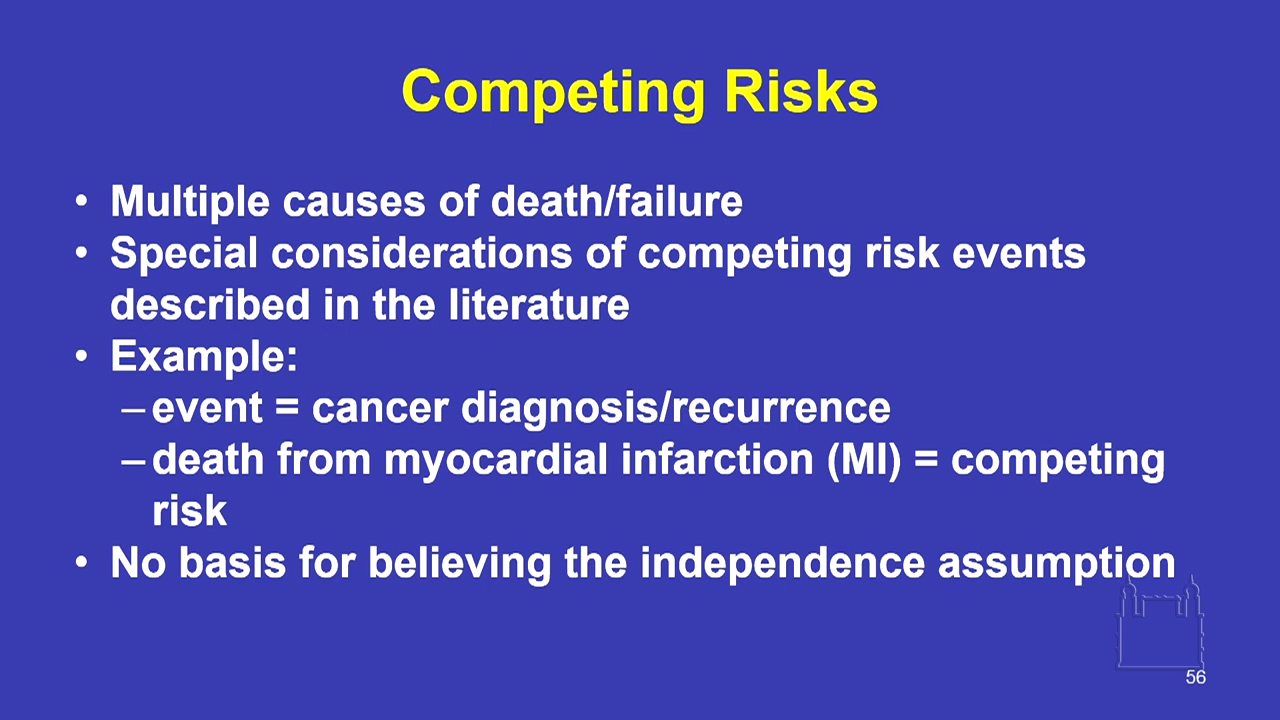 Competing Risks
• Multiple causes of death/failure
• Special considerations of competing risk events
described in the literature
• Example:
– event = cancer diagnosis/recurrence
– death from myocardial infarction (MI) = competing
risk
• No basis for believing the independence assumption
56